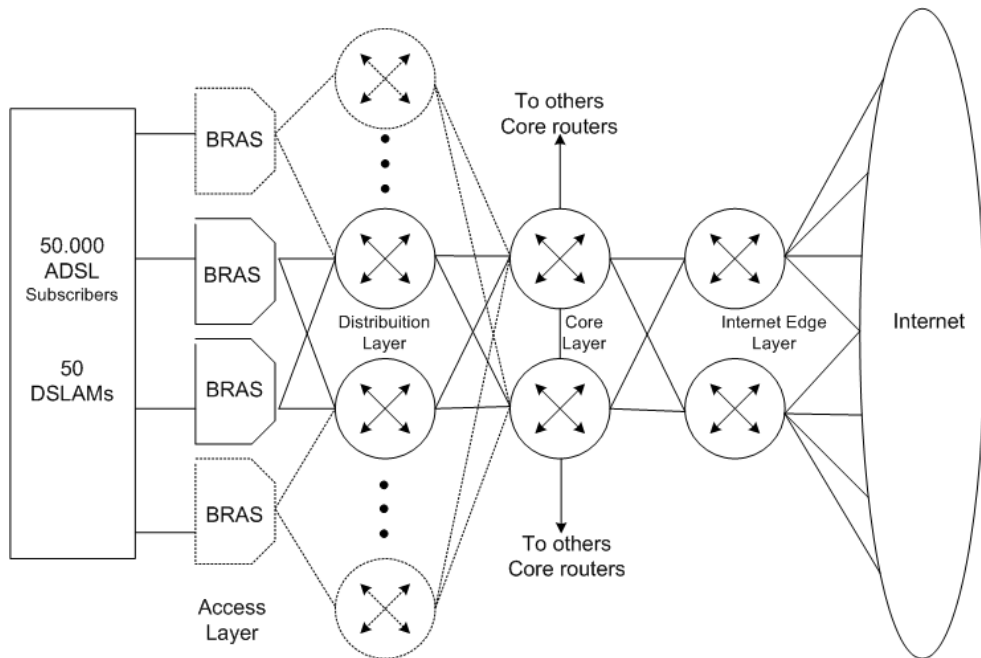 50.000
ADSL
Subscribers
50
DSLAMs
BRAS
BRAS
BRAS
BRAS
Access
Layer
Distribuition
Layer
To others
Core routers
Core
Layer
To others
Core routers
Internet Edge
Layer
Internet